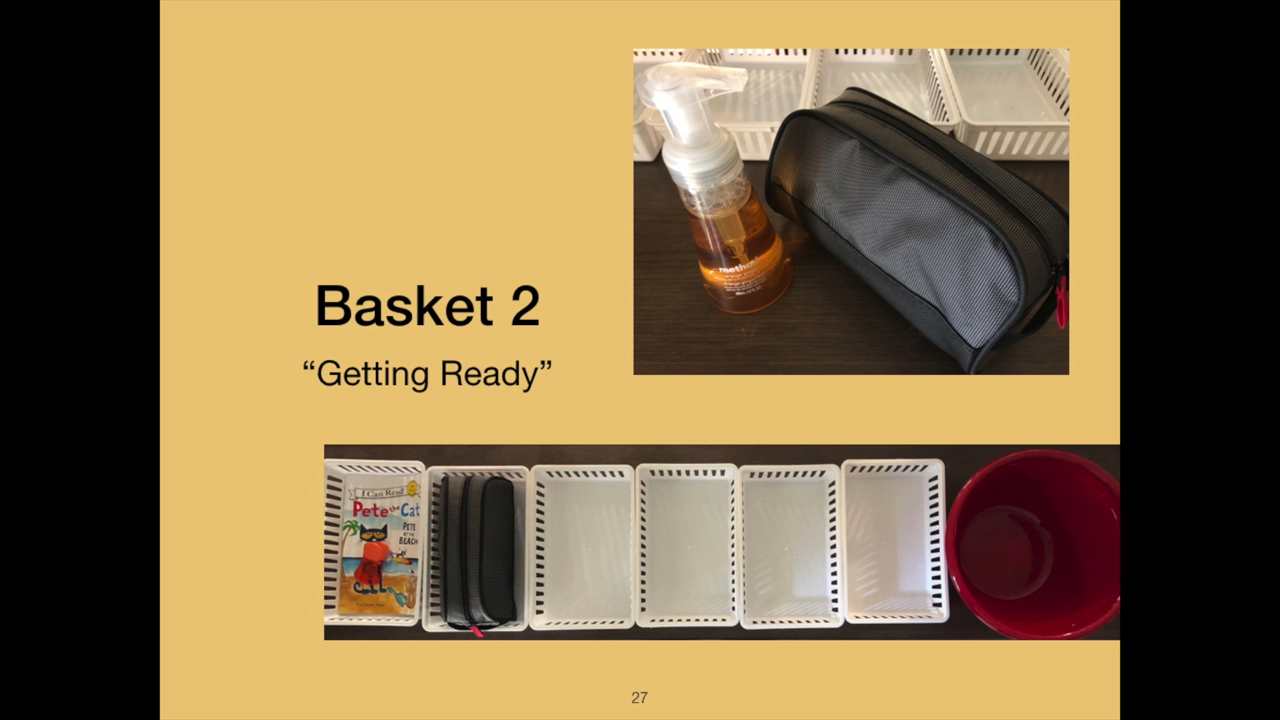 Basket 2
“Getting Ready”
method
I Can Read!
Pete the Cat
PETE
AT THE
BEACH
27